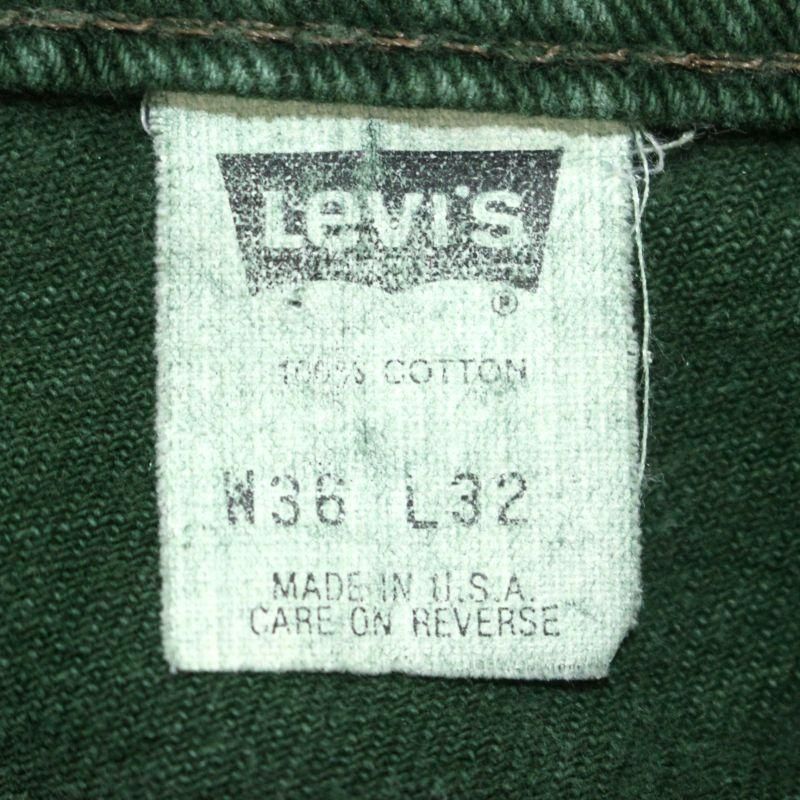 Levi's
®
100% COTTON
W36 L32
MADE IN U.S.A.
CARE ON REVERSE